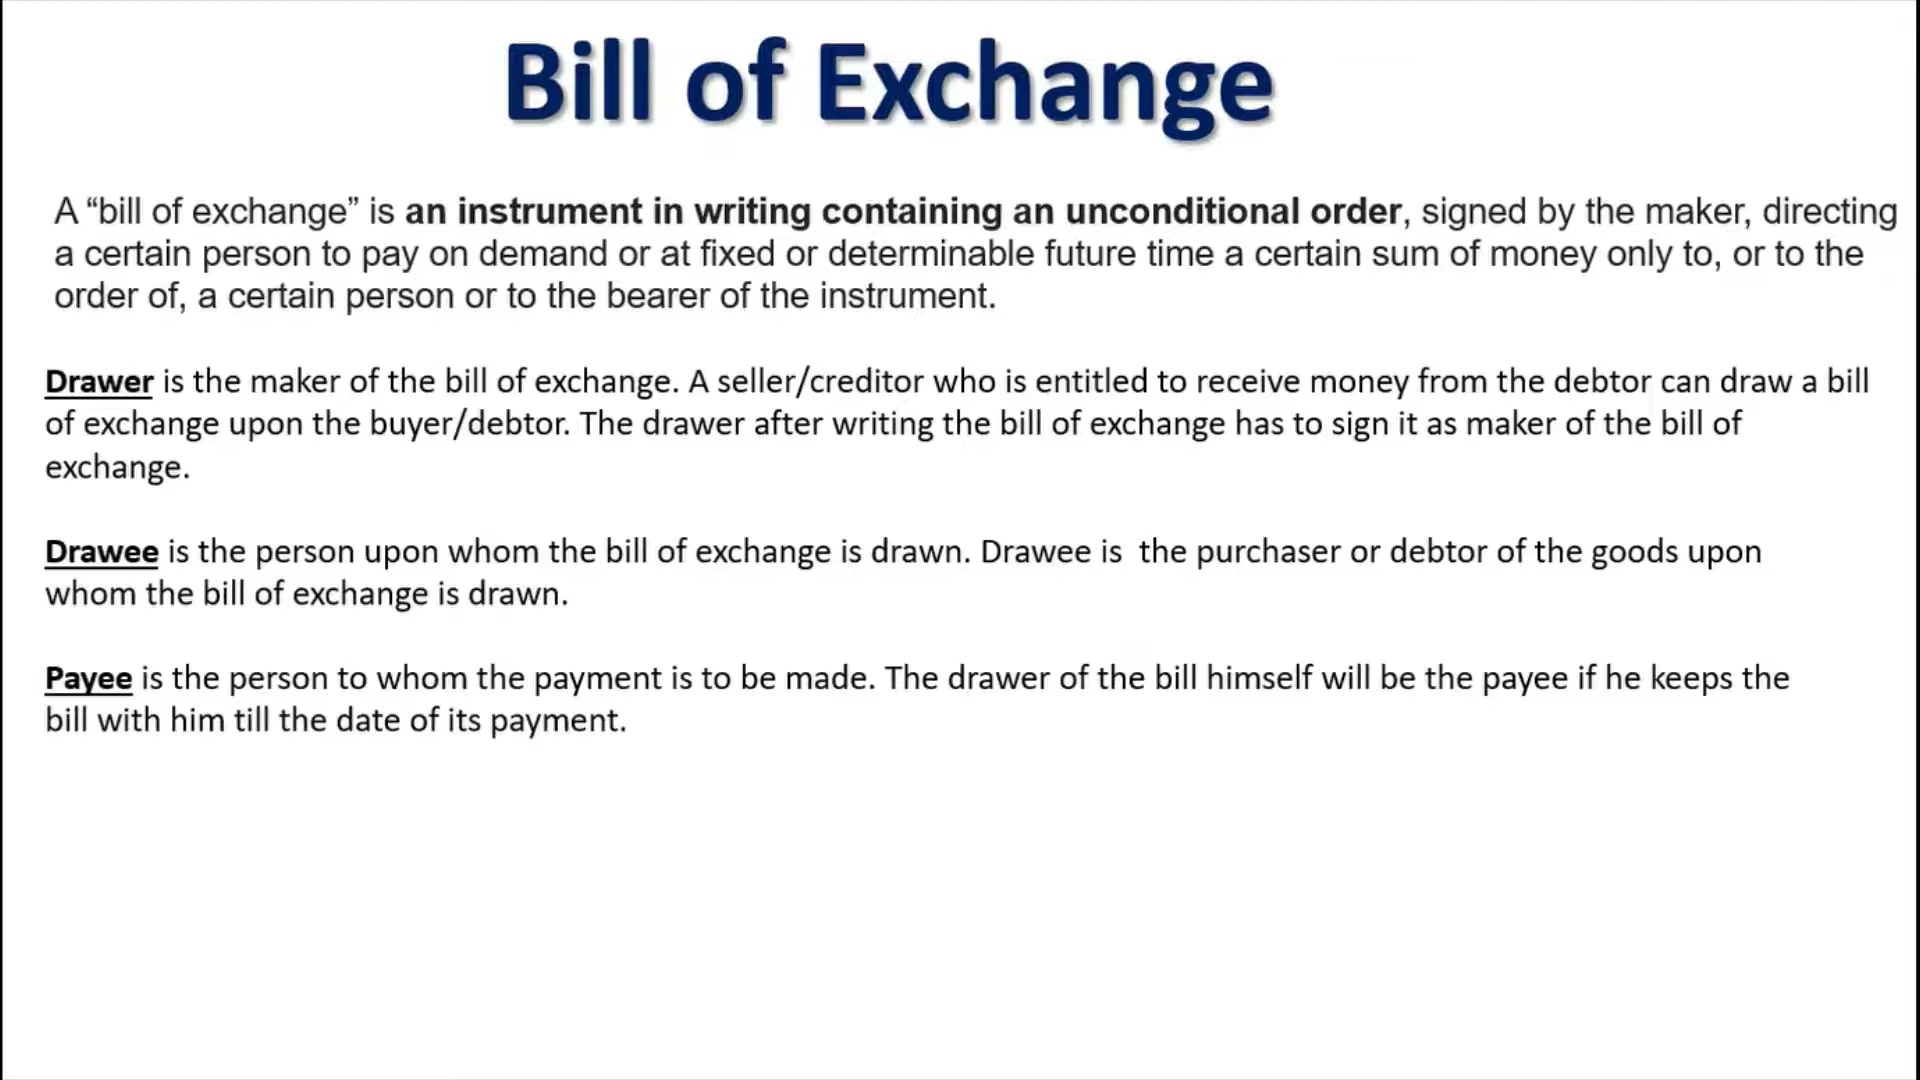 Bill of Exchange
A “bill of exchange” is an instrument in writing containing an unconditional order, signed by the maker, directing
a certain person to pay on demand or at fixed or determinable future time a certain sum of money only to, or to the
order of, a certain person or to the bearer of the instrument.
Drawer is the maker of the bill of exchange. A seller/creditor who is entitled to receive money from the debtor can draw a bill
of exchange upon the buyer/debtor. The drawer after writing the bill of exchange has to sign it as maker of the bill of
exchange.
Drawee is the person upon whom the bill of exchange is drawn. Drawee is  the purchaser or debtor of the goods upon
whom the bill of exchange is drawn.
Payee is the person to whom the payment is to be made. The drawer of the bill himself will be the payee if he keeps the
bill with him till the date of its payment.